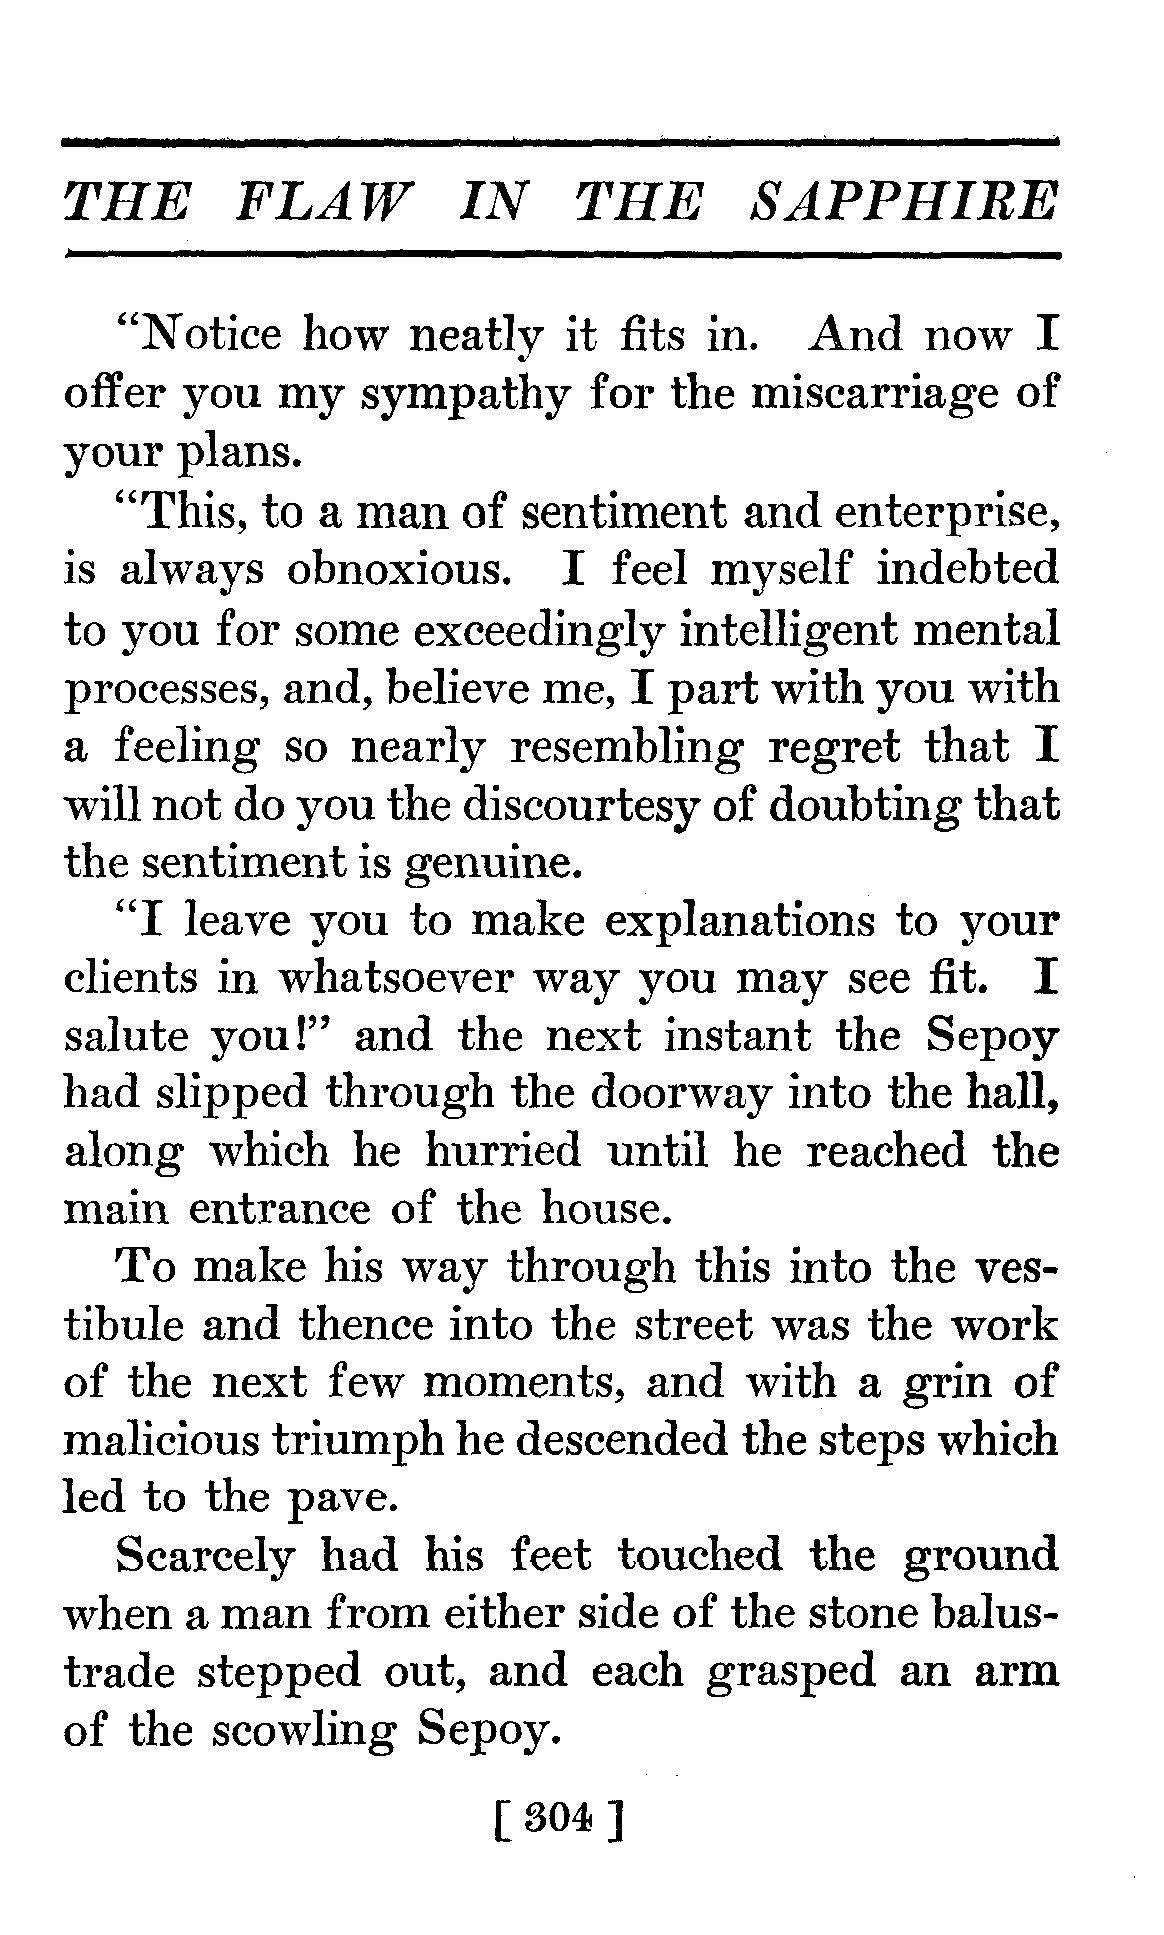 THE FLAW IN THE SAPPHIRE
“Notice how neatly it fits in. And now I
offer you my sympathy for the miscarriage of
your plans.
“This, to a man of sentiment and enterprise,
is always obnoxious. I feel myself indebted
to you for some exceedingly intelligent mental
processes, and, believe me, I part with you with
a feeling so nearly resembling regret that I
will not do you the discourtesy of doubting that
the sentiment is genuine.
“I leave you to make explanations to your
clients in whatsoever way you may see fit. I
salute you!” and the next instant the Sepoy
had slipped through the doorway into the hall,
along which he hurried until he reached the
main entrance of the house.
To make his way through this into the ves-
tibule and thence into the street was the work
of the next few moments, and with a grin of
malicious triumph he descended the steps which
led to the pave.
Scarcely had his feet touched the ground
when a man from either side of the stone balus-
trade stepped out, and each grasped an arm
of the scowling Sepoy.
[ 304 ]